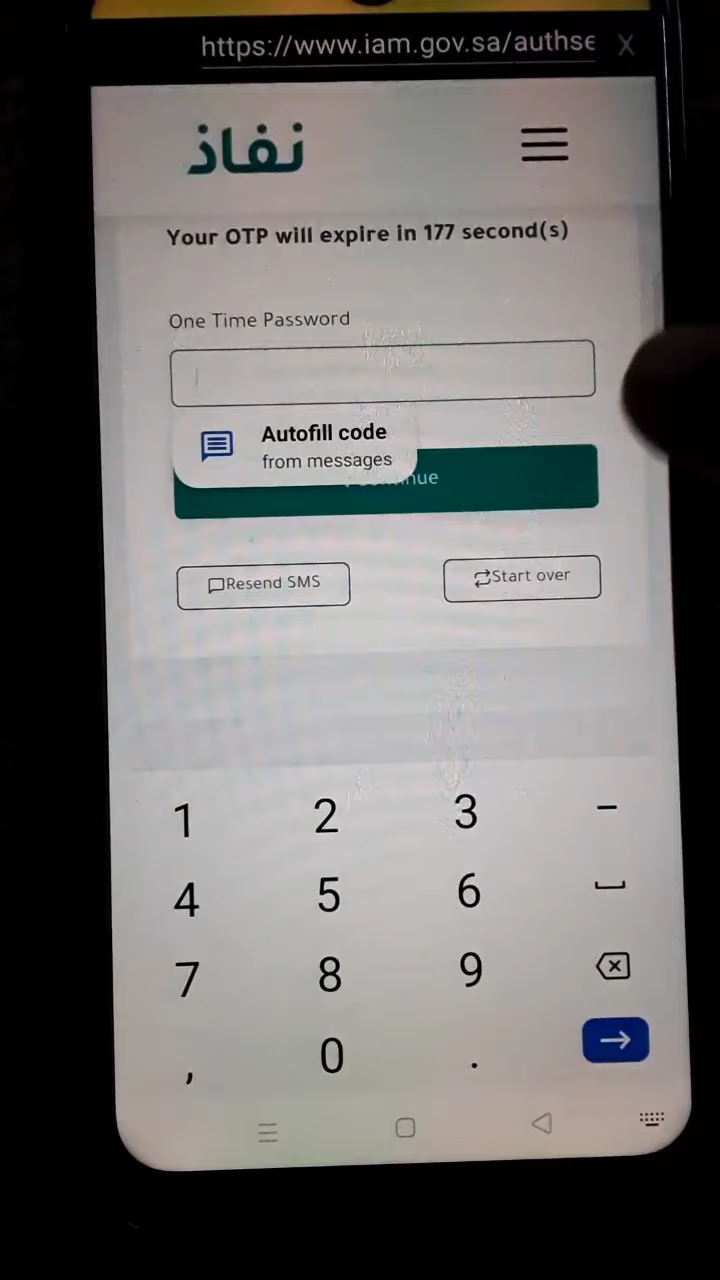 https://www.iam.gov.sa/authse X
نفاذ
Your OTP will expire in 177 second(s)
One Time Password
Autofill code
from messages
nue
Resend SMS
Start over
1 2 3 -
4 5 6
7 8 9
, 0 .